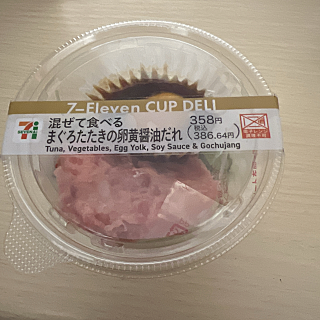 7-Eleven CUP DELI
7
ELEVEN
混ぜて食べる
まぐろたたきの卵黄醤油だれ
358円
(税込
386.64円)
Tuna, Vegetables, Egg Yolk, Soy Sauce & Gochujang